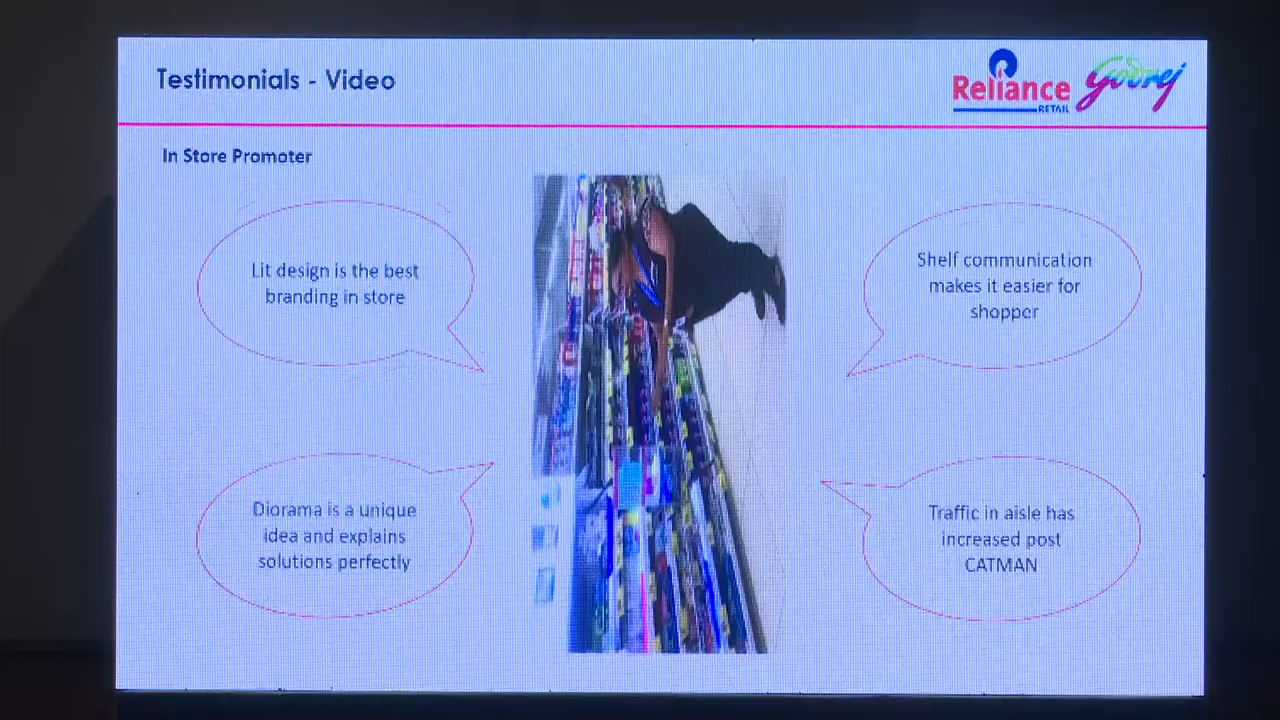 Testimonials - Video
Reliance
RETAIL
Godrej
In Store Promoter
Lit design is the best
branding in store
Shelf communication
makes it easier for
shopper
Diorama is a unique
idea and explains
solutions perfectly
Traffic in aisle has
increased post
CATMAN